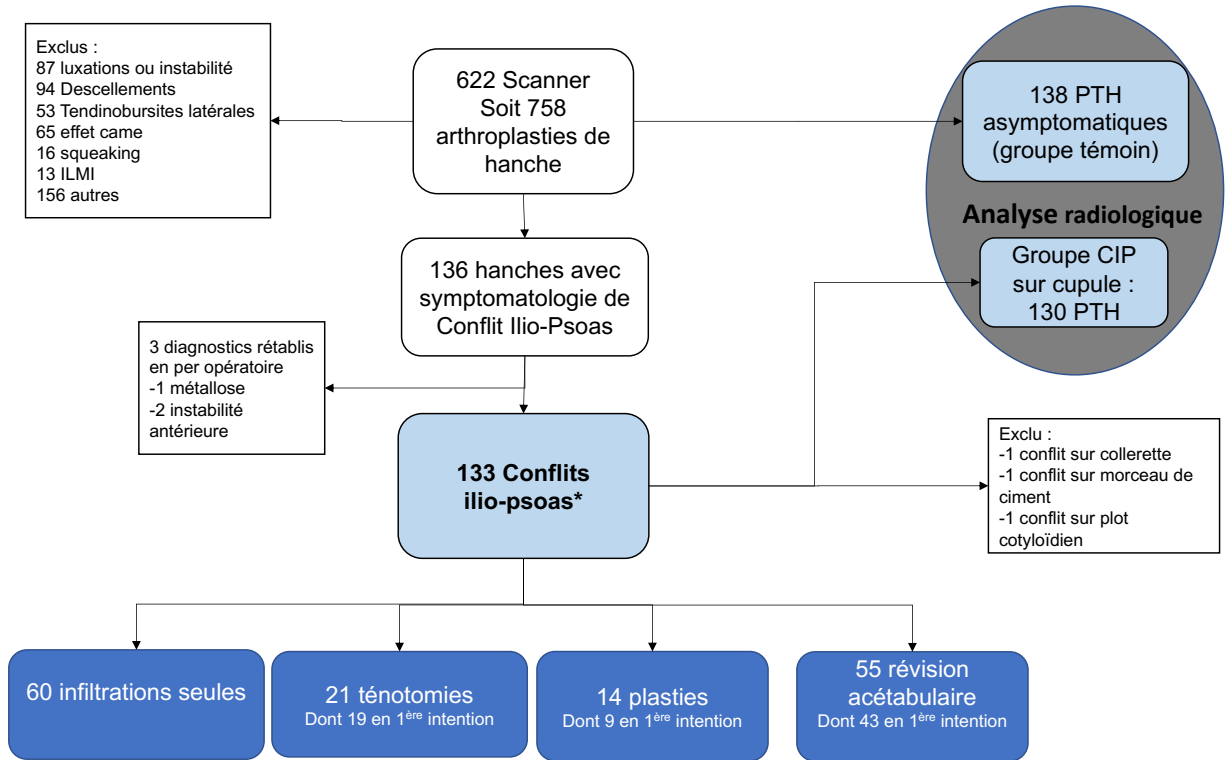 Exclus :
87 luxations ou instabilité
94 Descellements
53 Tendinobursites latérales
65 effet came
16 squeaking
13 ILMI
156 autres
622 Scanner
Soit 758
arthroplasties de
hanche
138 PTH
asymptomatiques
(groupe témoin)
Analyse radiologique
Groupe CIP
sur cupule :
130 PTH
136 hanches avec
symptomatologie de
Conflit Ilio-Psoas
3 diagnostics rétablis
en per opératoire
-1 métallose
-2 instabilité
antérieure
133 Conflits
ilio-psoas*
Exclu :
-1 conflit sur collerette
-1 conflit sur morceau de
ciment
-1 conflit sur plot
cotyloïdien
60 infiltrations seules
21 ténotomies
Dont 19 en 1ère intention
14 plasties
Dont 9 en 1ère intention
55 révision
acétabulaire
Dont 43 en 1ère intention